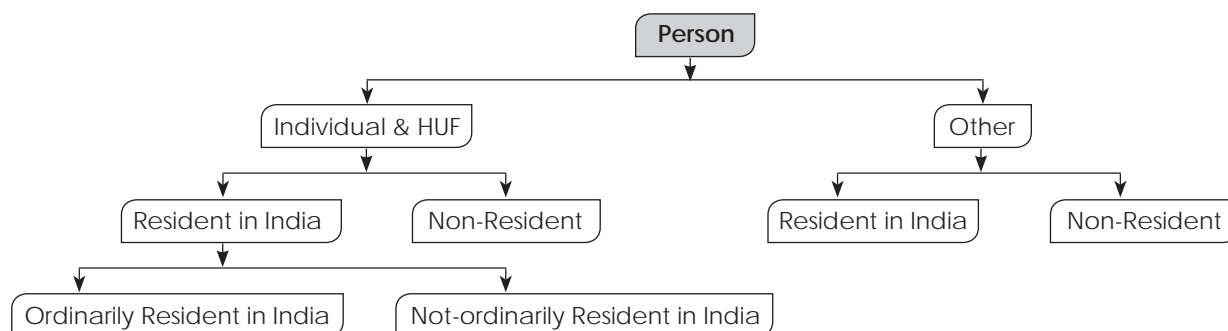 Person
Individual & HUF
Other
Resident in India
Non-Resident
Resident in India
Non-Resident
Ordinarily Resident in India
Not-ordinarily Resident in India